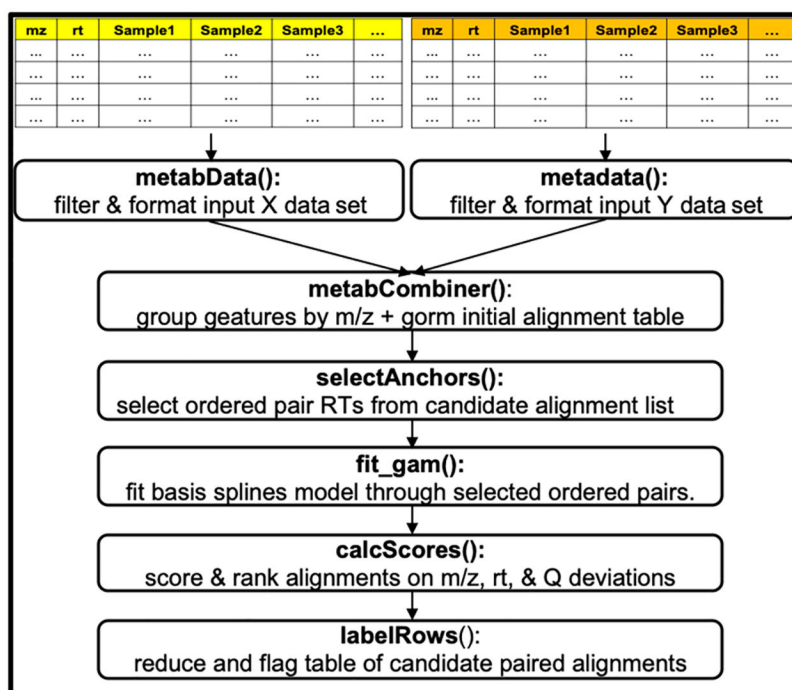 mz rt Sample1 Sample2 Sample3 ...
... ... ... ... ... ...
... ... ... ... ... ...
... ... ... ... ... ...
... ... ... ... ... ...
mz rt Sample1 Sample2 Sample3 ...
... ... ... ... ... ...
... ... ... ... ... ...
... ... ... ... ... ...
... ... ... ... ... ...
metabData():
filter & format input X data set
metadata():
filter & format input Y data set
metabCombiner():
group geatures by m/z + gorm initial alignment table
selectAnchors():
select ordered pair RTs from candidate alignment list
fit_gam():
fit basis splines model through selected ordered pairs.
calcScores():
score & rank alignments on m/z, rt, & Q deviations
labelRows():
reduce and flag table of candidate paired alignments